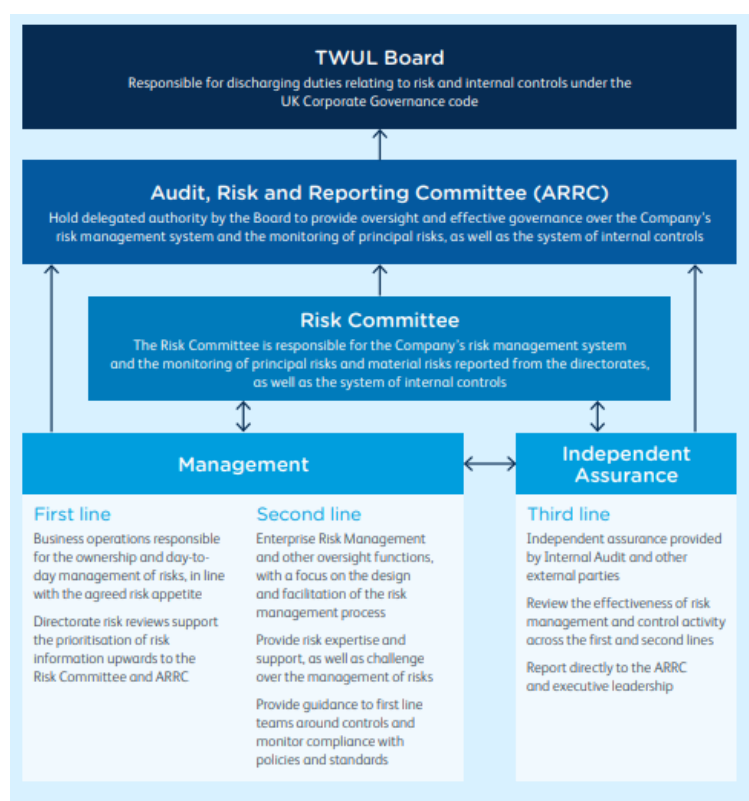 TWUL Board
Responsible for discharging duties relating to risk and internal controls under the
UK Corporate Governance code
Audit, Risk and Reporting Committee (ARRC)
Hold delegated authority by the Board to provide oversight and effective governance over the Company's
risk management system and the monitoring of principal risks, as well as the system of internal controls
Risk Committee
The Risk Committee is responsible for the Company's risk management system
and the monitoring of principal risks and material risks reported from the directorates,
as well as the system of internal controls
Management
First line
Business operations responsible
for the ownership and day-to-
day management of risks, in line
with the agreed risk appetite
Directorate risk reviews support
the prioritisation of risk
information upwards to the
Risk Committee and ARRC
Second line
Enterprise Risk Management
and other oversight functions,
with a focus on the design
and facilitation of the risk
management process
Provide risk expertise and
support, as well as challenge
over the management of risks
Provide guidance to first line
teams around controls and
monitor compliance with
policies and standards
Independent
Assurance
Third line
Independent assurance provided
by Internal Audit and other
external parties
Review the effectiveness of risk
management and control activity
across the first and second lines
Report directly to the ARRC
and executive leadership